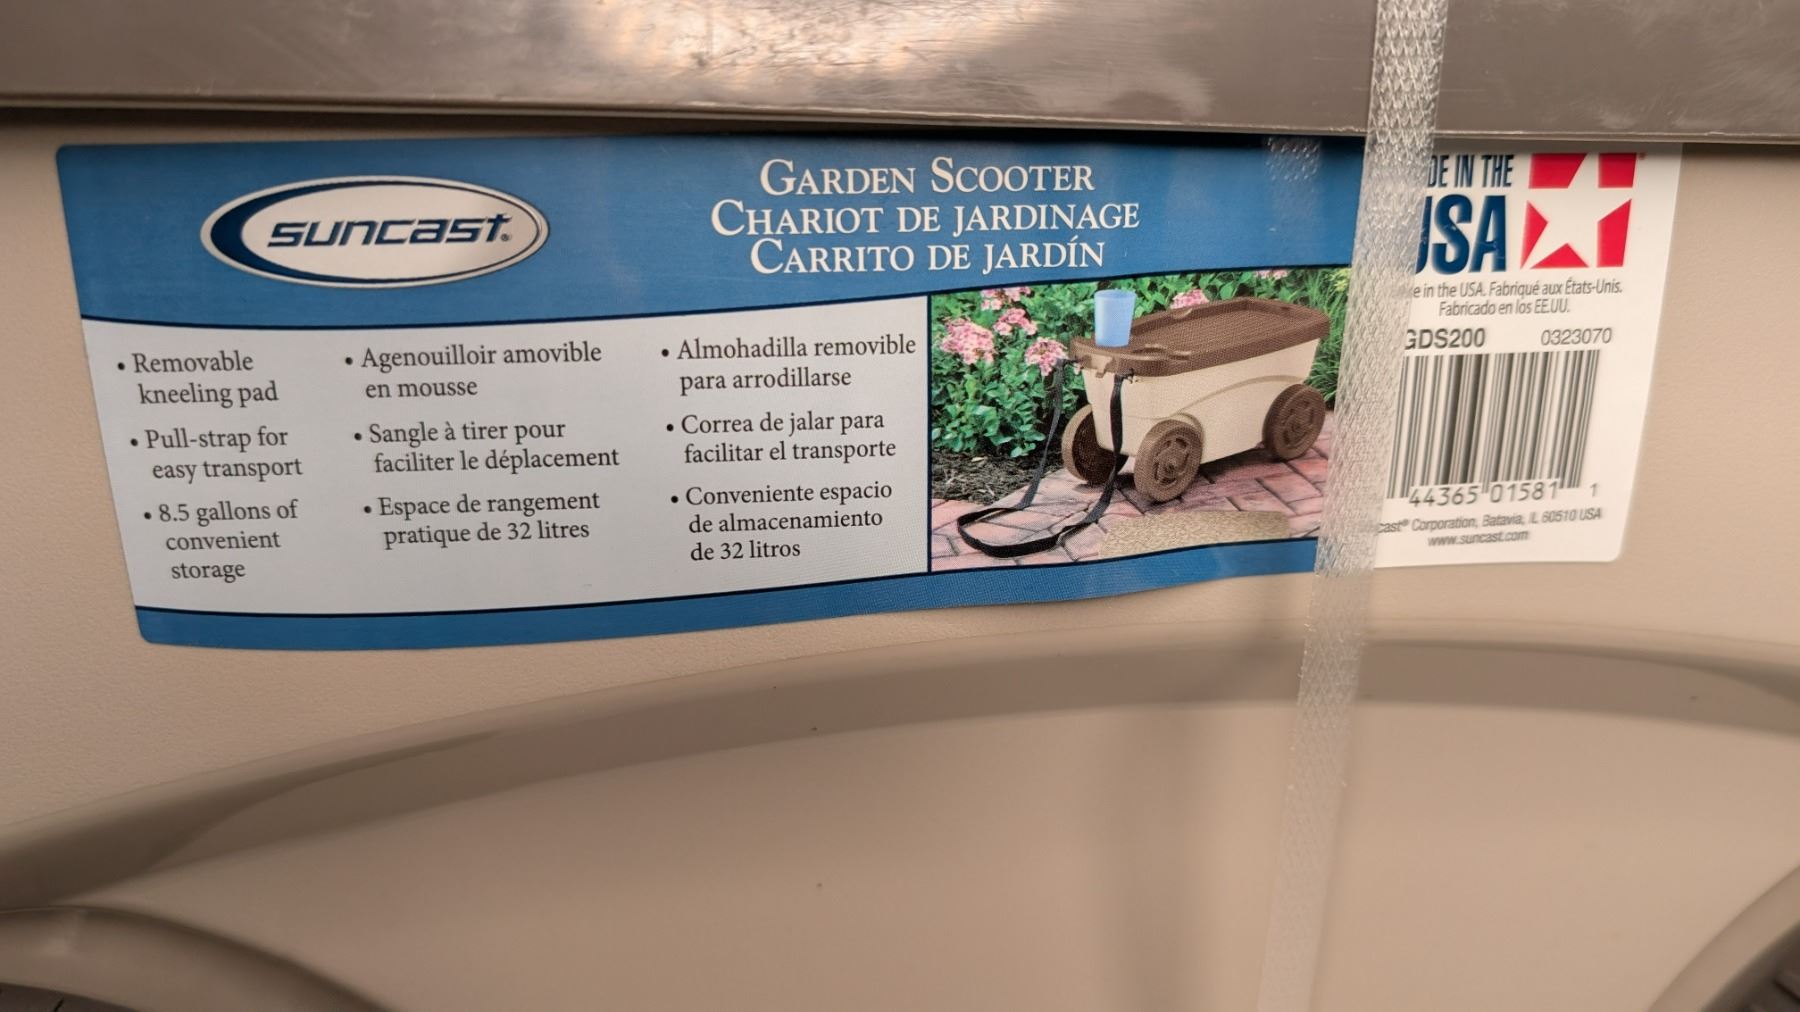 suncast®
GARDEN SCOOTER
CHARIOT DE JARDINAGE
CARRITO DE JARDÍN
• Removable
kneeling pad
• Pull-strap for
easy transport
• 8.5 gallons of
convenient
storage
• Agenouilloir amovible
en mousse
• Sangle à tirer pour
faciliter le déplacement
• Espace de rangement
pratique de 32 litres
• Almohadilla removible
para arrodillarse
• Correa de jalar para
facilitar el transporte
• Conveniente espacio
de almacenamiento
de 32 litros
IN THE
USA
in the USA. Fabriqué aux États-Unis.
Fabricado en los EE.UU.
GDS200 0323070
44365 01581 1
Corporation, Batavia, IL 60510 USA
www.suncast.com